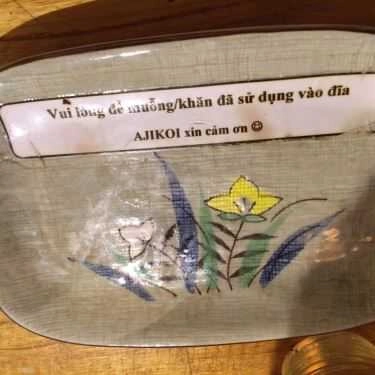 Vui lòng để muỗng/khăn đã sử dụng vào đĩa
AJIKOI xin cảm ơn ☺